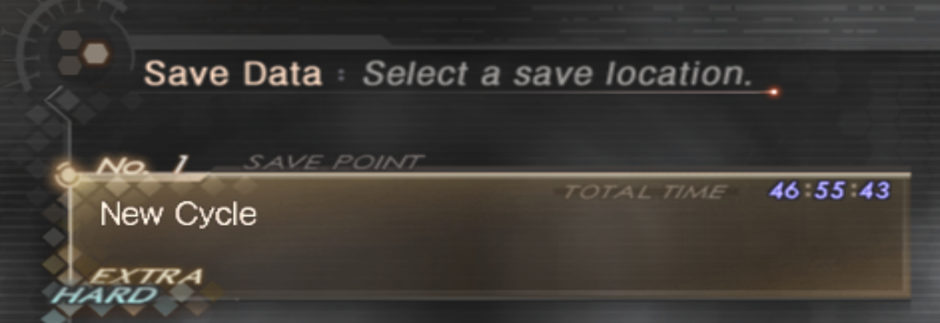 Save Data : Select a save location.
No. 1 SAVE POINT
TOTAL TIME 46:55:43
New Cycle
EXTRA
HARD